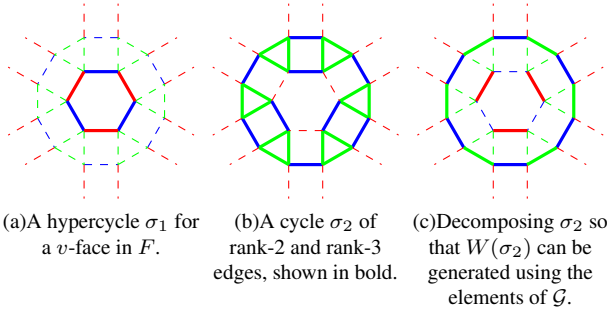 (a)A hypercycle σ₁ for
a v-face in F.
(b)A cycle σ₂ of
rank-2 and rank-3
edges, shown in bold.
(c)Decomposing σ₂ so
that W(σ₂) can be
generated using the
elements of 𝒢.